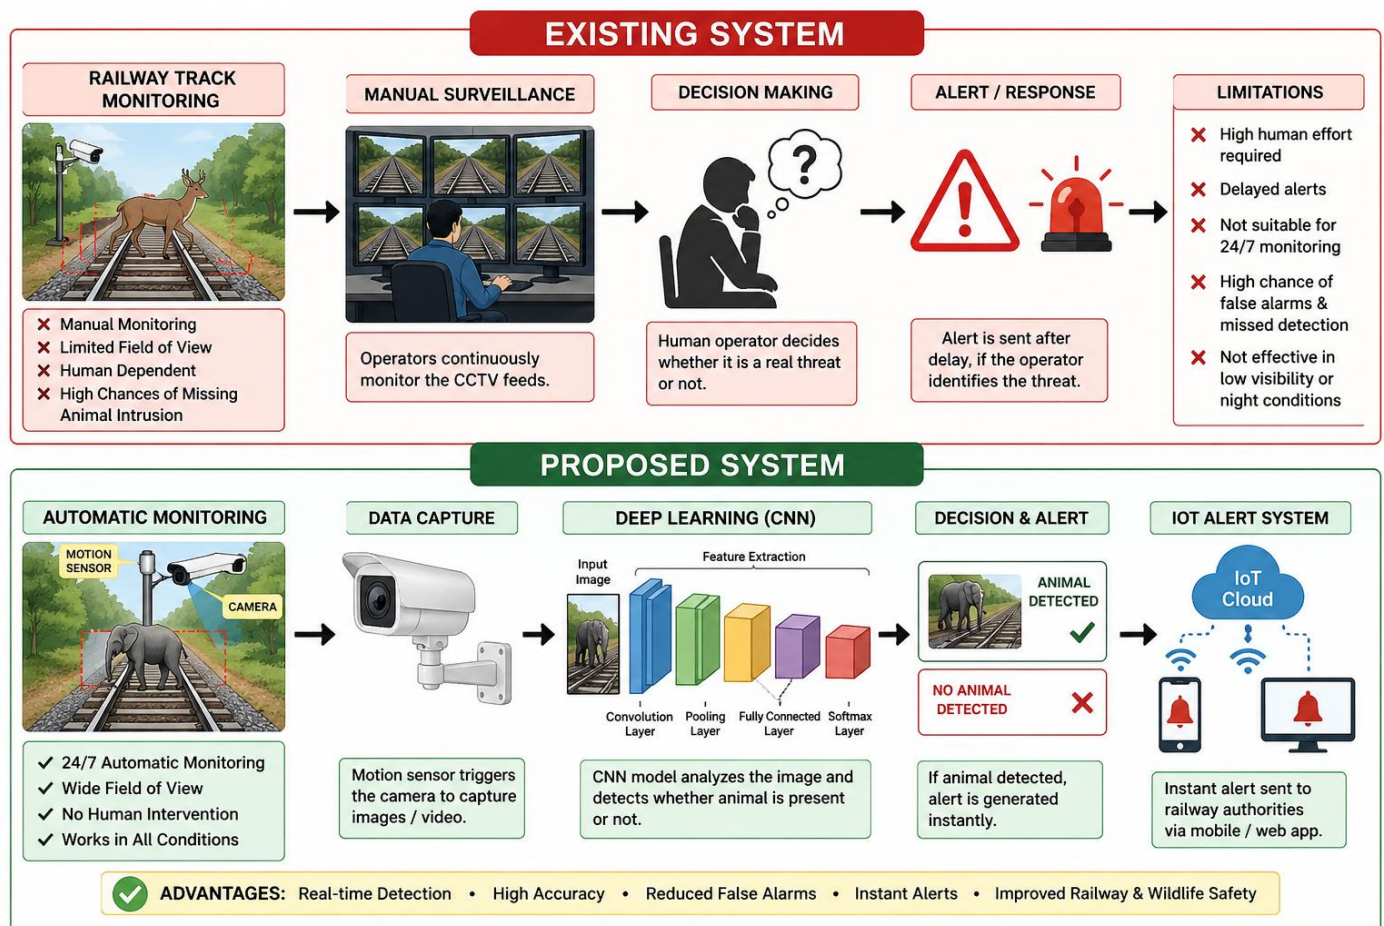 EXISTING SYSTEM
RAILWAY TRACK
MONITORING
Manual Monitoring
Limited Field of View
Human Dependent
High Chances of Missing
Animal Intrusion
MANUAL SURVEILLANCE
Operators continuously
monitor the CCTV feeds.
DECISION MAKING
?
Human operator decides
whether it is a real threat
or not.
ALERT / RESPONSE
!
Alert is sent after
delay, if the operator
identifies the threat.
LIMITATIONS
High human effort
required
Delayed alerts
Not suitable for
24/7 monitoring
High chance of
false alarms &
missed detection
Not effective in
low visibility or
night conditions
PROPOSED SYSTEM
AUTOMATIC MONITORING
MOTION
SENSOR
CAMERA
24/7 Automatic Monitoring
Wide Field of View
No Human Intervention
Works in All Conditions
DATA CAPTURE
Motion sensor triggers
the camera to capture
images / video.
DEEP LEARNING (CNN)
Feature Extraction
Input
Image
Convolution
Layer
Pooling
Layer
Fully Connected
Layer
Softmax
Layer
CNN model analyzes the image and
detects whether animal is present
or not.
DECISION & ALERT
ANIMAL
DETECTED
NO ANIMAL
DETECTED
If animal detected,
alert is generated
instantly.
IOT ALERT SYSTEM
IoT
Cloud
Instant alert sent to
railway authorities
via mobile / web app.
ADVANTAGES: Real-time Detection • High Accuracy • Reduced False Alarms • Instant Alerts • Improved Railway & Wildlife Safety